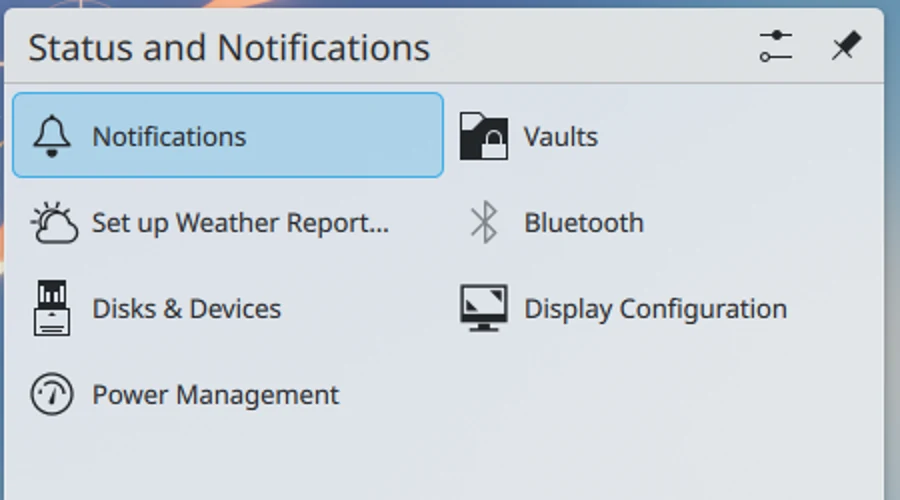 Status and Notifications
Notifications
Vaults
Set up Weather Report...
Bluetooth
Disks & Devices
Display Configuration
Power Management